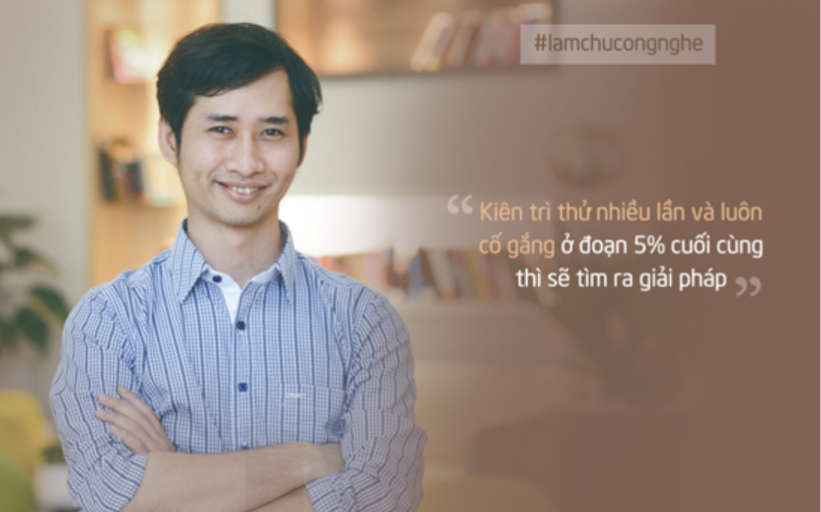 #lamchucongnghe
“ Kiên trì thử nhiều lần và luôn
cố gắng ở đoạn 5% cuối cùng
thì sẽ tìm ra giải pháp ”